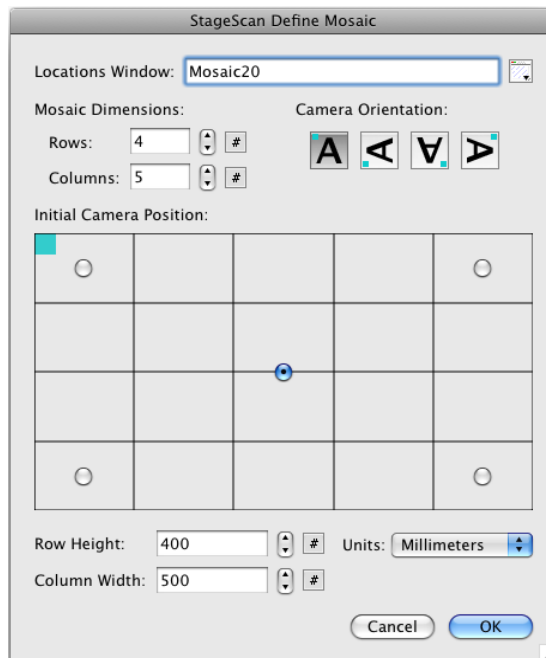 StageScan Define Mosaic
Locations Window: Mosaic20
Mosaic Dimensions:
Camera Orientation:
Rows: 4 #
Columns: 5 #
A A A A
Initial Camera Position:
Row Height: 400 # Units: Millimeters
Column Width: 500 #
Cancel OK